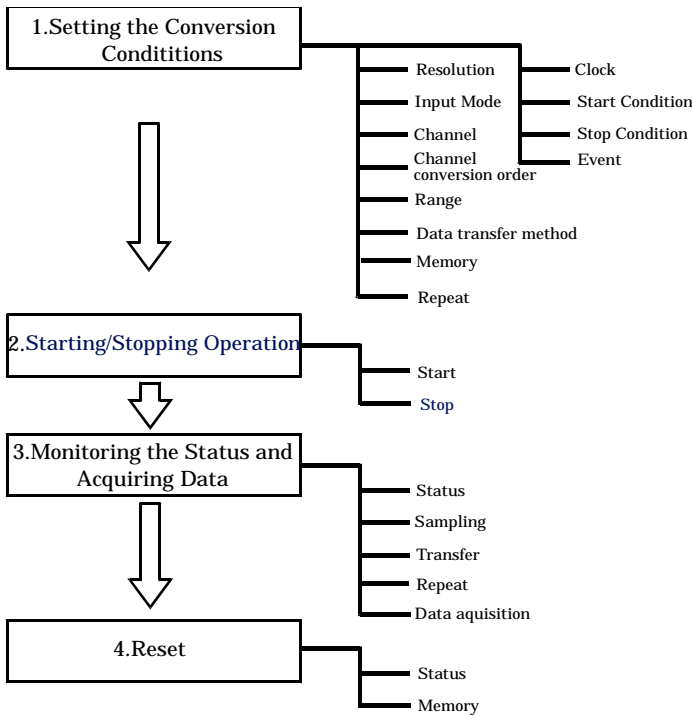 1.Setting the Conversion
Condititions
Resolution
Input Mode
Channel
Channel
conversion order
Range
Data transfer method
Memory
Repeat
Clock
Start Condition
Stop Condition
Event
2.Starting/Stopping Operation
Start
Stop
3.Monitoring the Status and
Acquiring Data
Status
Sampling
Transfer
Repeat
Data aquisition
4.Reset
Status
Memory